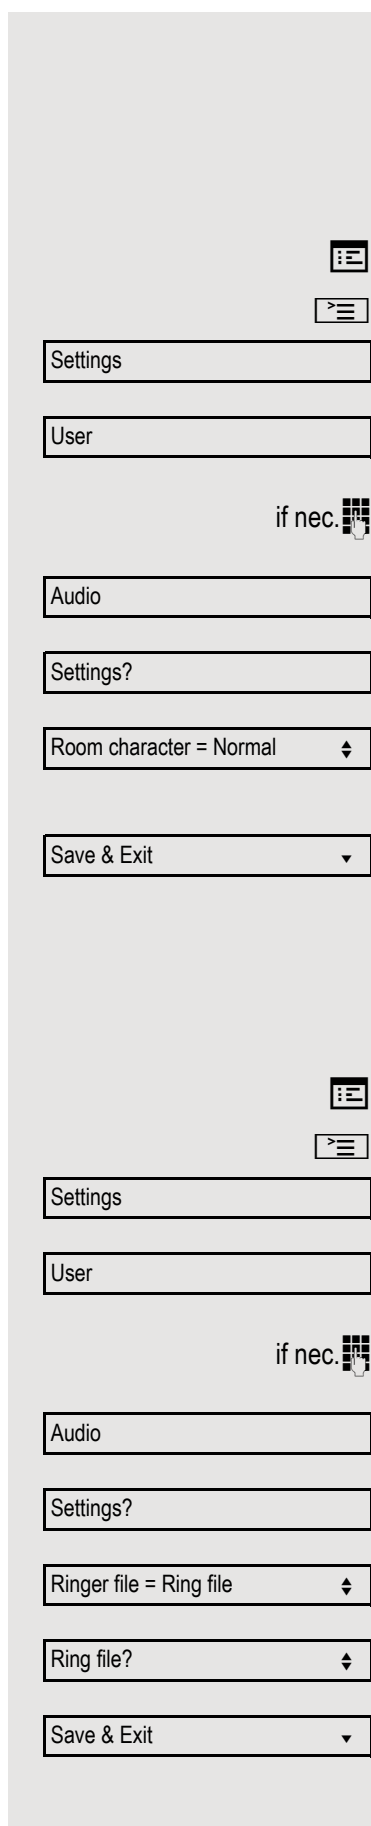 Settings
User
if nec.
Audio
Settings?
Room character = Normal
Save & Exit
Settings
User
if nec.
Audio
Settings?
Ringer file = Ring file
Ring file?
Save & Exit